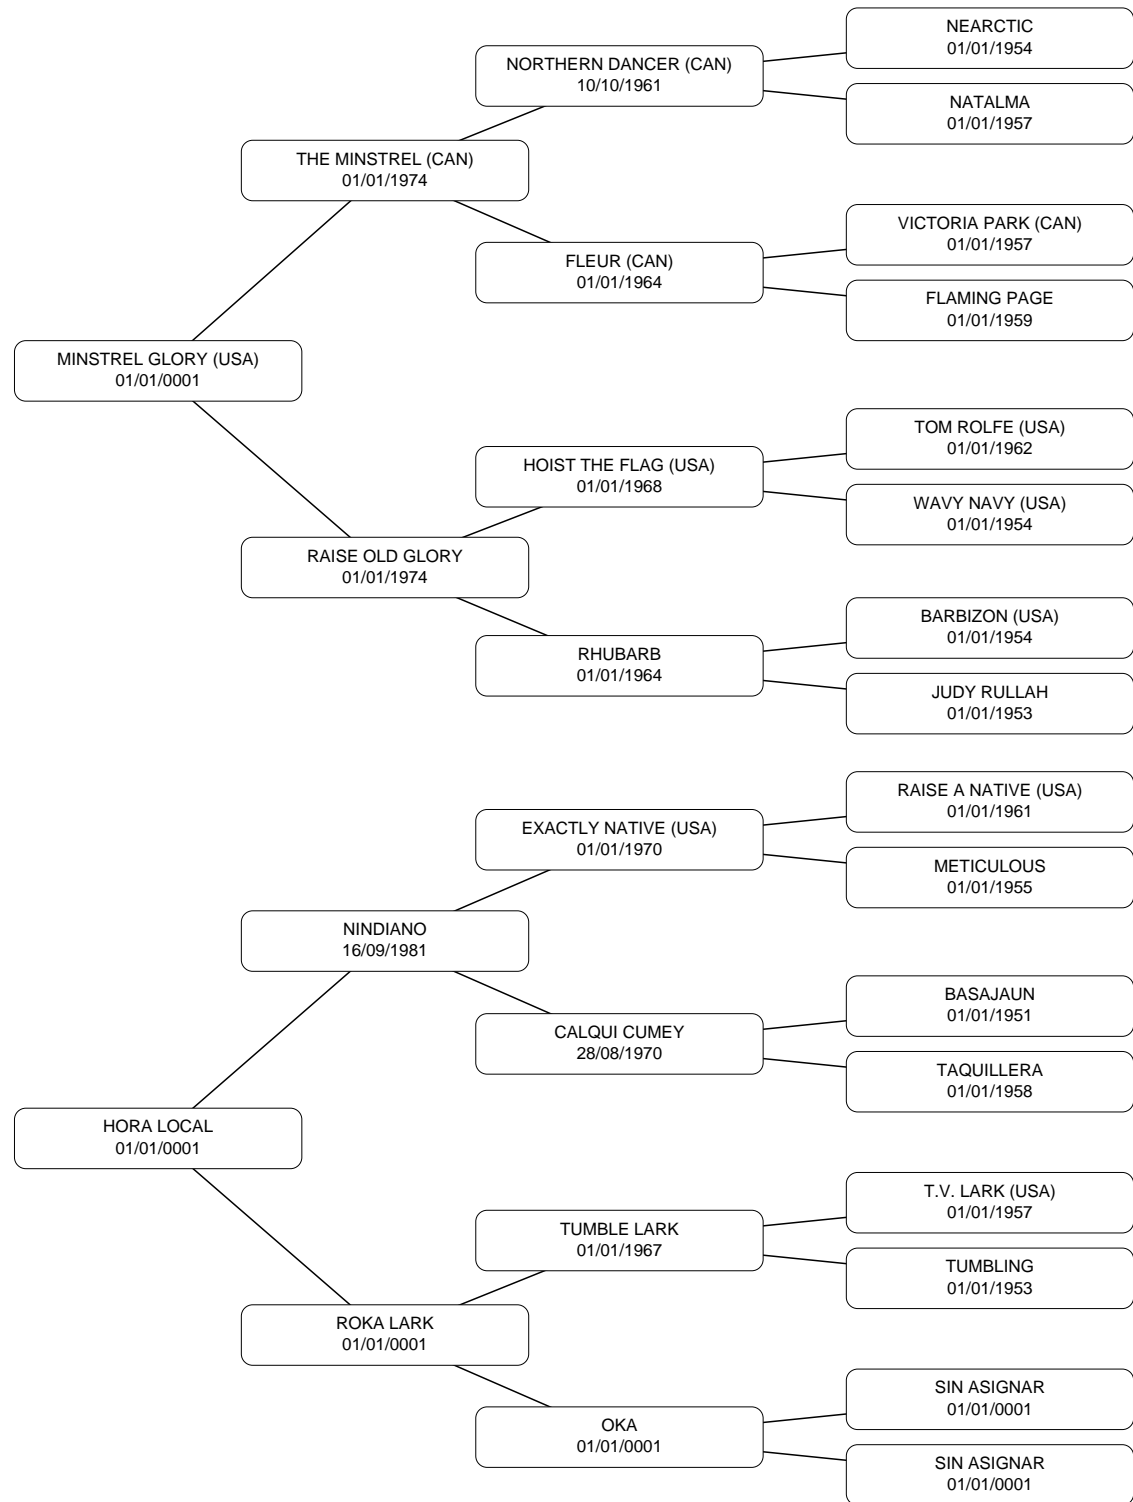 NEARCTIC
01/01/1954
NORTHERN DANCER (CAN)
10/10/1961
NATALMA
01/01/1957
THE MINSTREL (CAN)
01/01/1974
VICTORIA PARK (CAN)
01/01/1957
FLEUR (CAN)
01/01/1964
FLAMING PAGE
01/01/1959
MINSTREL GLORY (USA)
01/01/0001
TOM ROLFE (USA)
01/01/1962
HOIST THE FLAG (USA)
01/01/1968
WAVY NAVY (USA)
01/01/1954
RAISE OLD GLORY
01/01/1974
BARBIZON (USA)
01/01/1954
RHUBARB
01/01/1964
JUDY RULLAH
01/01/1953
RAISE A NATIVE (USA)
01/01/1961
EXACTLY NATIVE (USA)
01/01/1970
METICULOUS
01/01/1955
NINDIANO
16/09/1981
BASAJAUN
01/01/1951
CALQUI CUMEY
28/08/1970
TAQUILLERA
01/01/1958
HORA LOCAL
01/01/0001
T.V. LARK (USA)
01/01/1957
TUMBLE LARK
01/01/1967
TUMBLING
01/01/1953
ROKA LARK
01/01/0001
SIN ASIGNAR
01/01/0001
OKA
01/01/0001
SIN ASIGNAR
01/01/0001